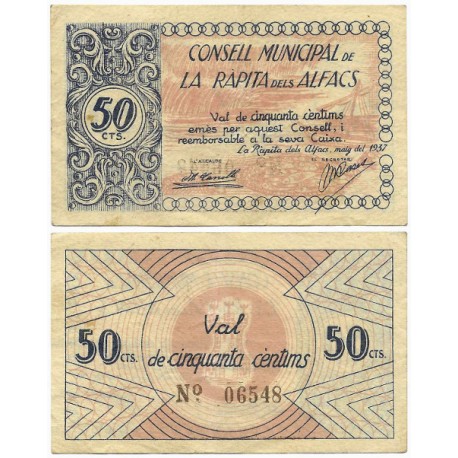 CONSELL MUNICIPAL de
LA RÀPITA DELS ALFACS
50
CTS.
Val de cinquanta cèntims
emès per aquest Consell, i
reemborsable a la seva Caixa.
La Ràpita dels Alfacs, maig del 1937
L'ALCALDE
EL SECRETARI
Val
de cinquanta cèntims
50 CTS.
50 CTS.
Nº 06548